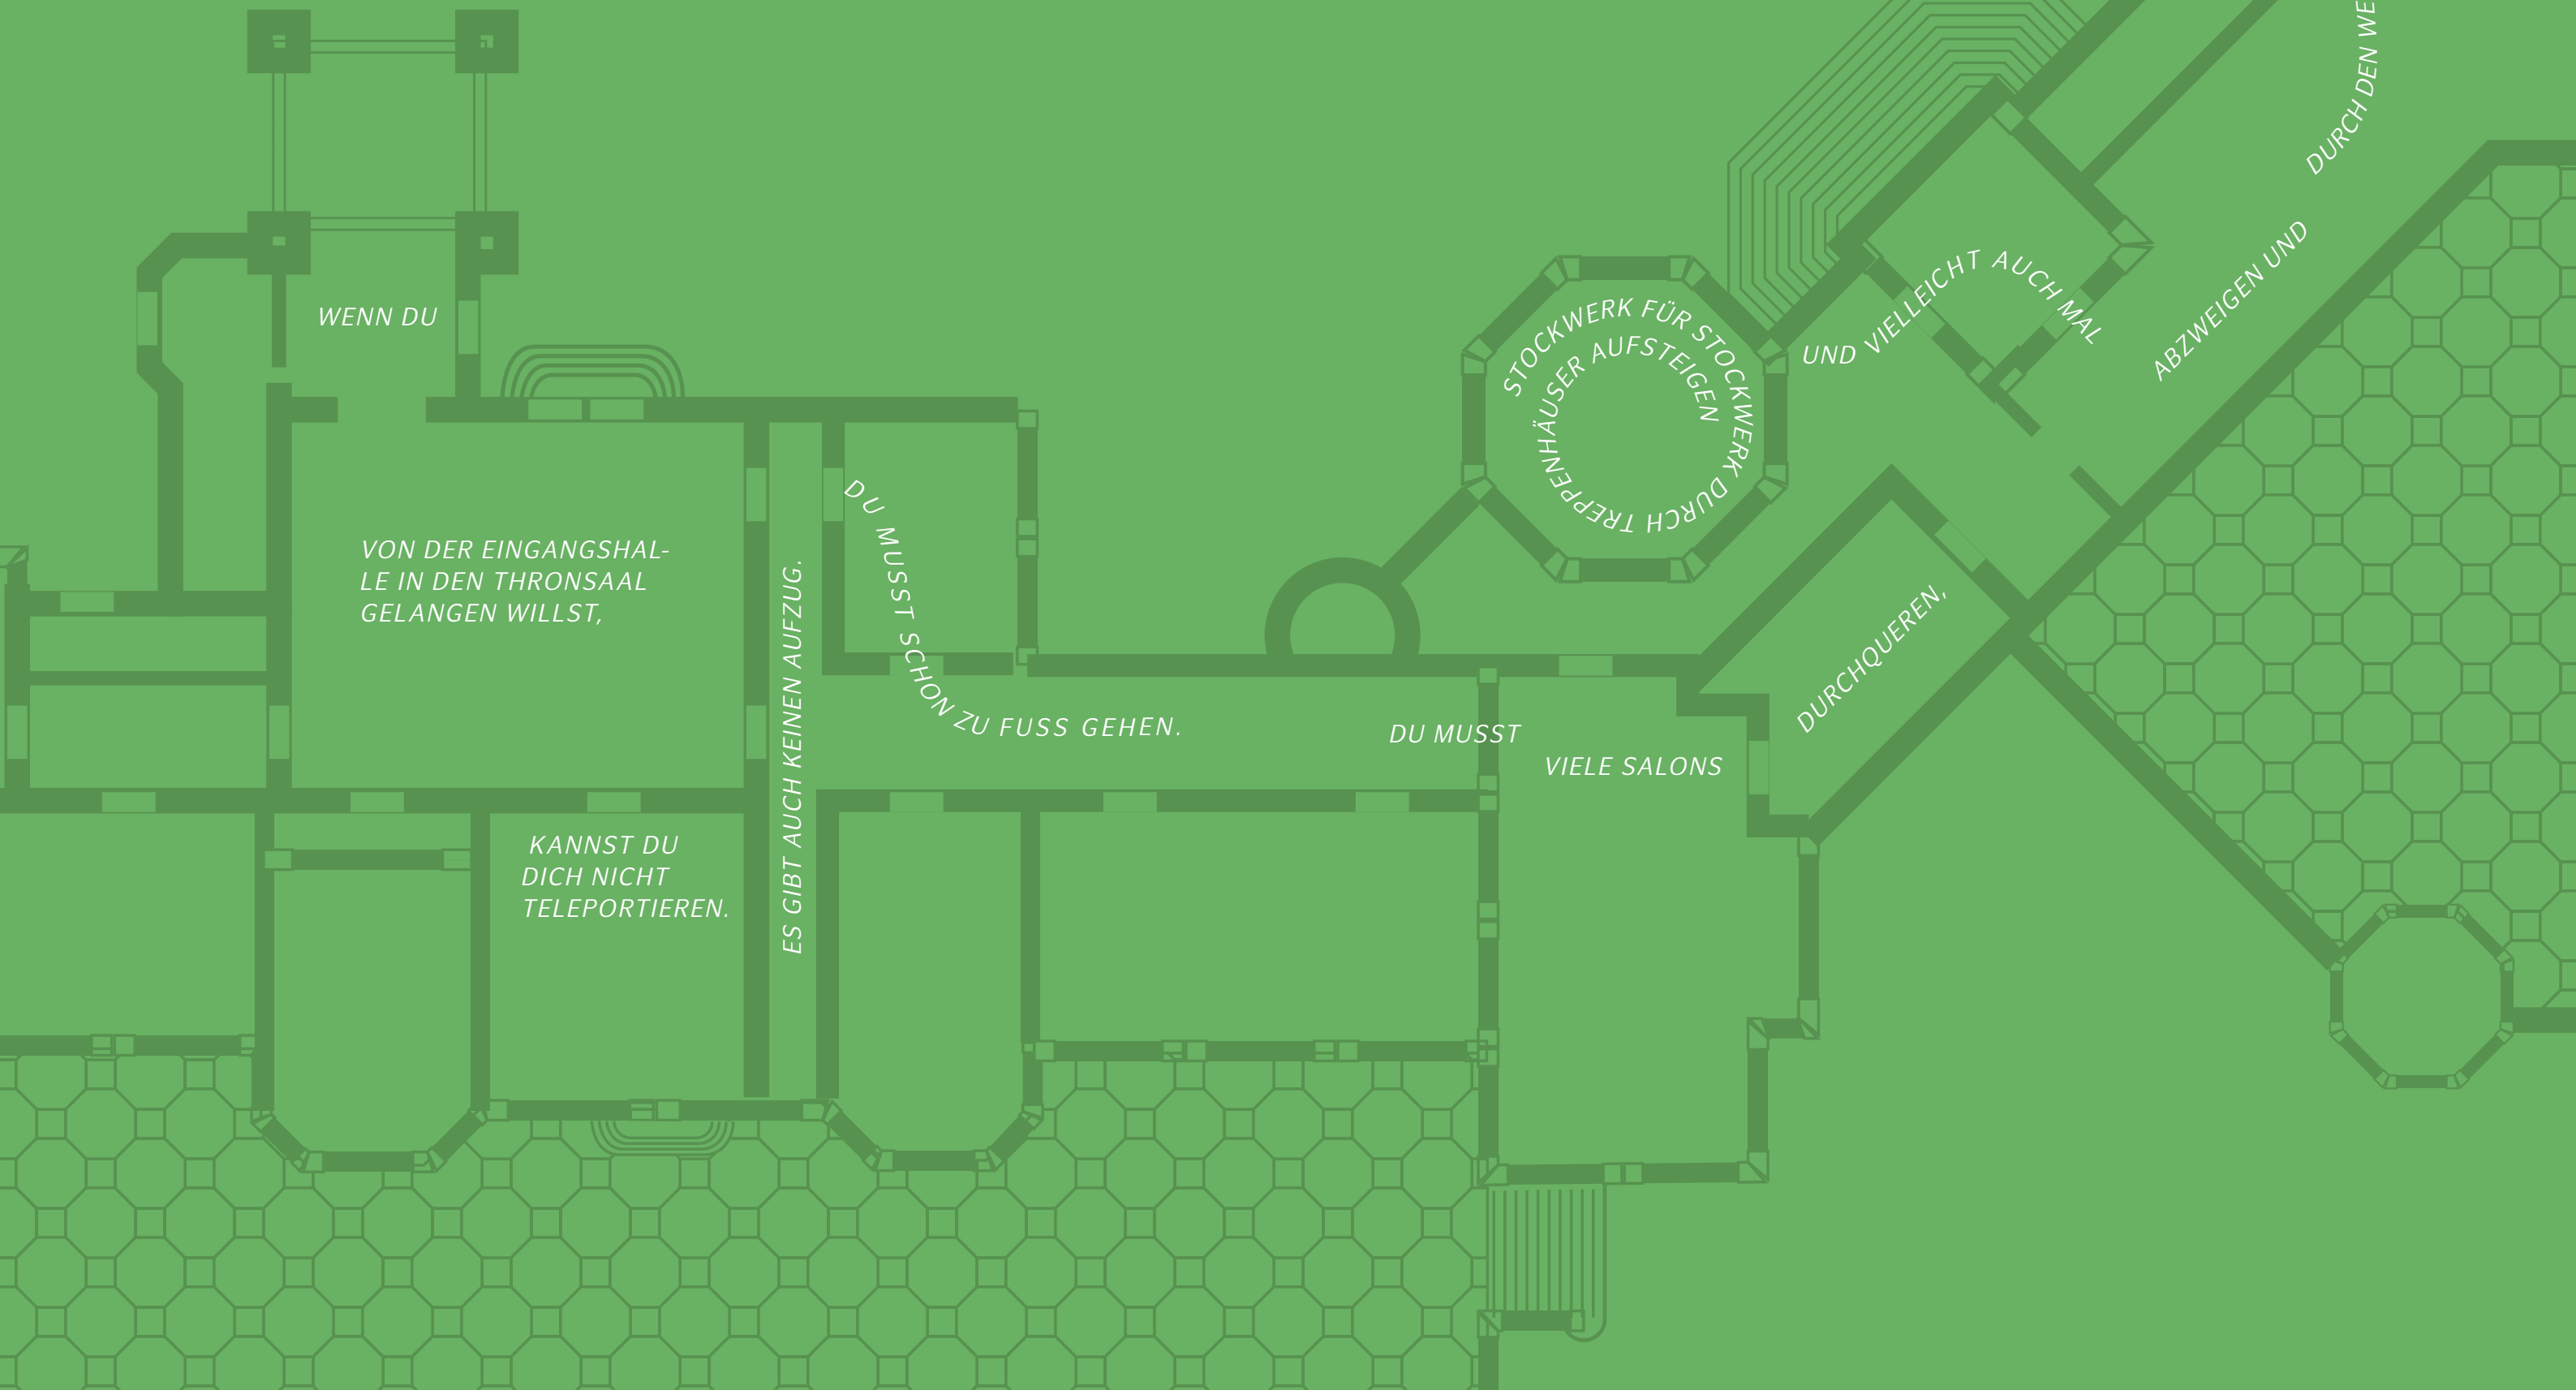 WENN DU
VON DER EINGANGSHAL-
LE IN DEN THRONSAAL
GELANGEN WILLST,
KANNST DU
DICH NICHT
TELEPORTIEREN.
ES GIBT AUCH KEINEN AUFZUG.
DU MUSST SCHON ZU FUSS GEHEN.
DU MUSST
VIELE SALONS
DURCHQUEREN,
STOCKWERK FÜR STOCKWERK DURCH TREPPENHÄUSER AUFSTEIGEN
UND VIELLEICHT AUCH MAL
ABZWEIGEN UND
DURCH DEN WE